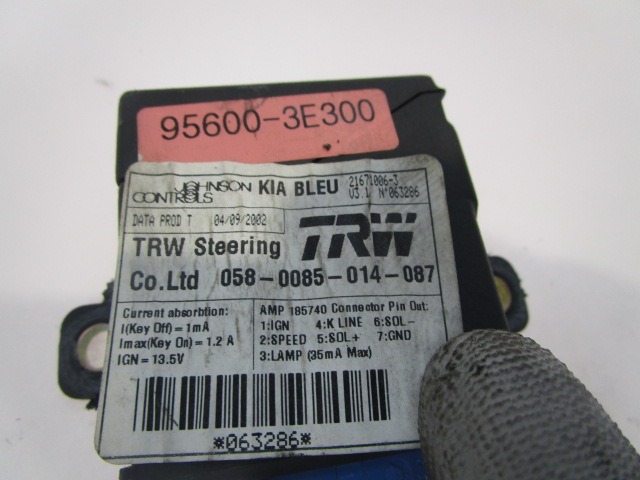 95600-3E300
JOHNSON CONTROLS KIA BLEU 21671006-3
V3.1 N°063286
DATA PROD T 04/09/2002
TRW Steering TRW
Co.Ltd 058-0085-014-087
Current absorbtion:
I(Key Off)=1mA
Imax(Key On)=1.2 A
IGN=13.5V
AMP 185740 Connector Pin Out:
1:IGN 4:K LINE 6:SOL-
2:SPEED 5:SOL+ 7:GND
3:LAMP (35mA Max)
*063286*